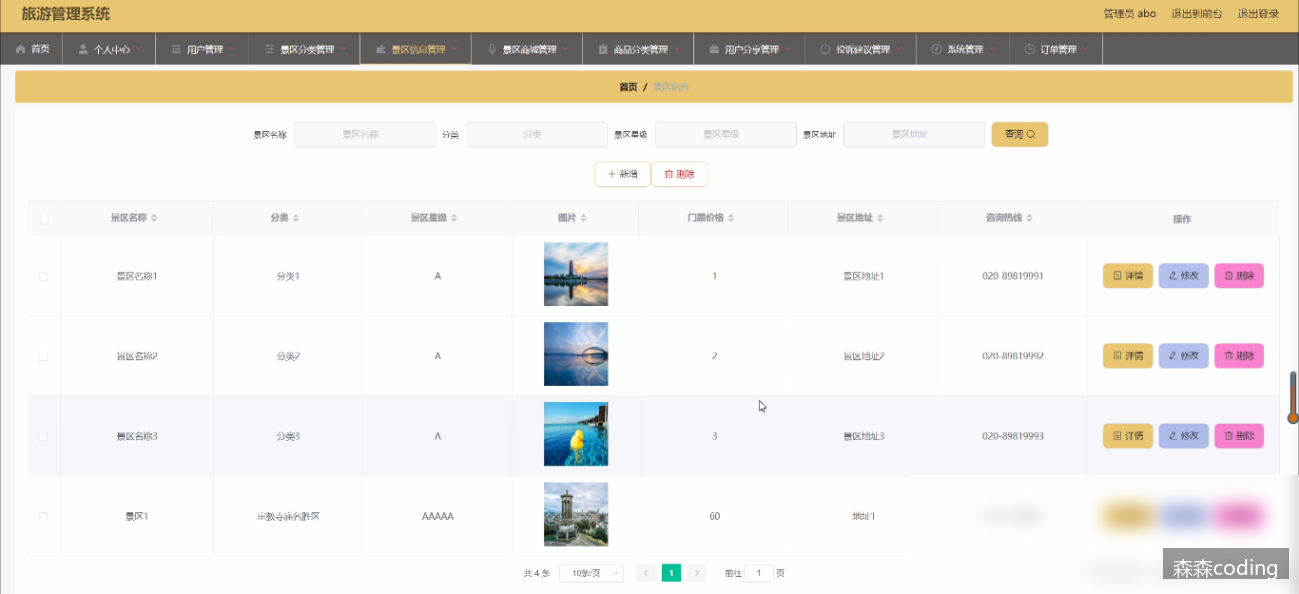 旅游管理系统
管理员 abo 退出到前台 退出登录
首页 个人中心 用户管理 景区分类管理 景区信息管理 景区商城管理 商品分类管理 用户分享管理 投诉建议管理 系统管理 订单管理
首页 / 景区信息
景区名称 景区名称 分类 分类 景区星级 景区星级 景区地址 景区地址 查询
新增 删除
景区名称 分类 景区星级 图片 门票价格 景区地址 咨询热线 操作
景区名称1 分类1 A 1 景区地址1 020-89819991 详情 修改 删除
景区名称2 分类2 A 2 景区地址2 020-89819992 详情 修改 删除
景区名称3 分类3 A 3 景区地址3 020-89819993 详情 修改 删除
景区1 宗教寺庙名胜区 AAAAA 60 地址1
共 4 条 10条/页 1 前往 1 页
森森coding